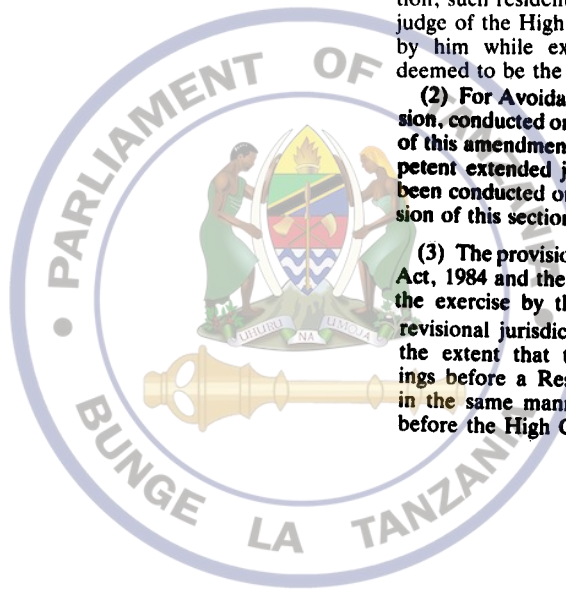 PARLIAMENT OF TANZANIA
BUNGE LA TANZANIA
UHURU NA UMOJA
tion, such resident
judge of the High
by him while ex
deemed to be the
(2) For Avoida
sion, conducted or
of this amendmen
petent extended j
been conducted or
sion of this section
(3) The provisio
Act, 1984 and the
the exercise by th
revisional jurisdic
the extent that t
ings before a Res
in the same mann
before the High C